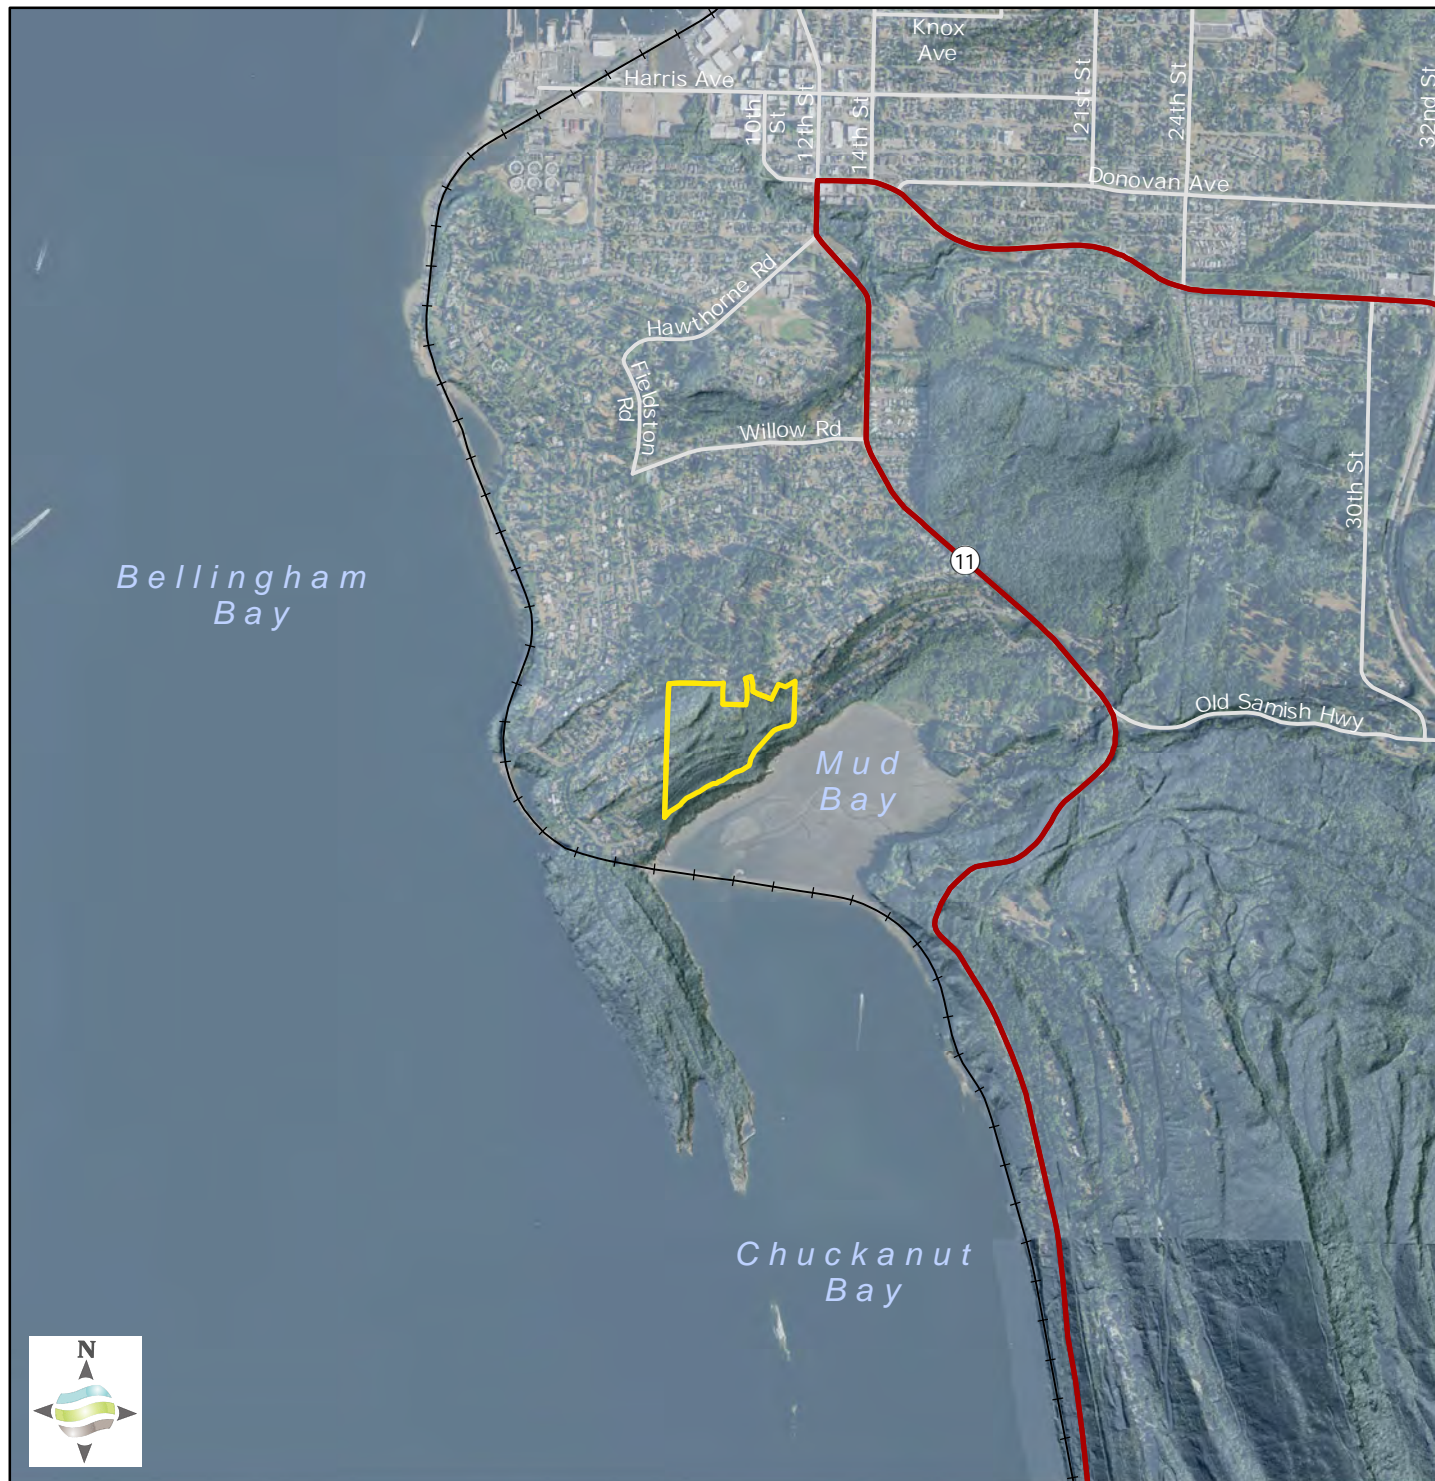 Knox
Ave
Harris Ave
10th
St.
12th St
14th St
21st St
24th St
32nd St
Donovan Ave
Hawthorne Rd
Fieldston
Rd
Willow Rd
30th St
11
Bellingham
Bay
Old Samish Hwy
Mud
Bay
Chuckanut
Bay
N